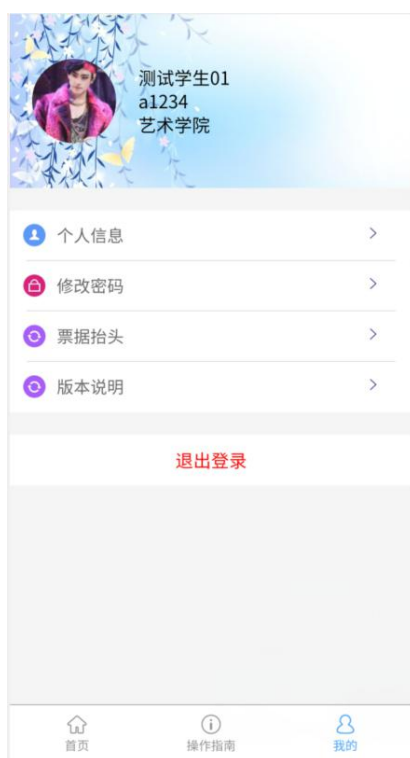 测试学生01
a1234
艺术学院
个人信息
修改密码
票据抬头
版本说明
退出登录
首页
操作指南
我的